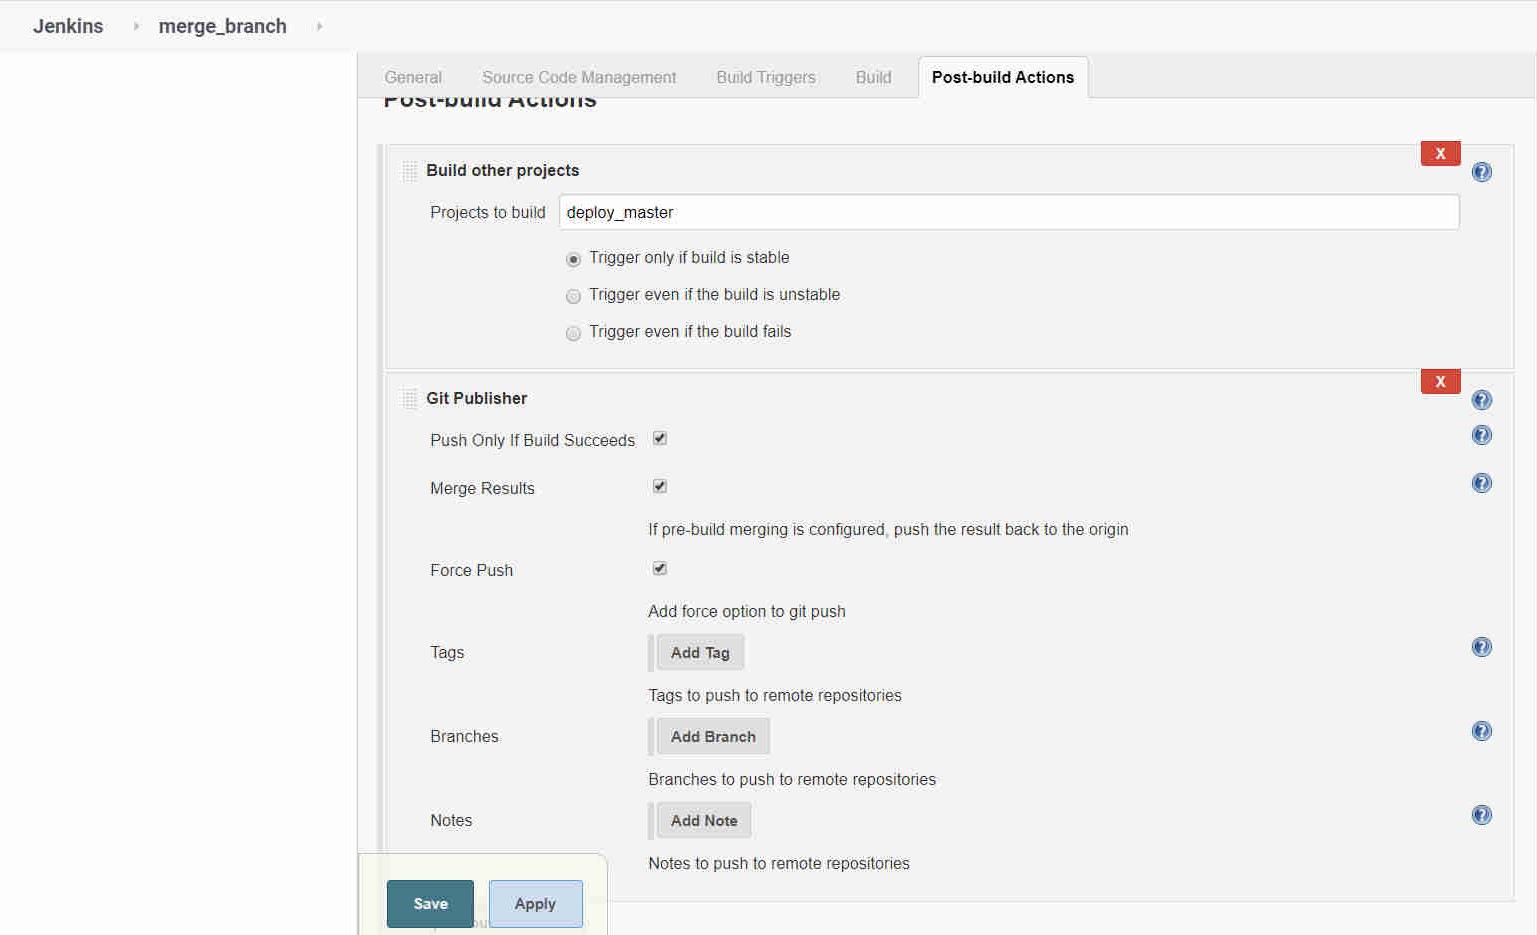 Jenkins merge_branch
General Source Code Management Build Triggers Build Post-build Actions
Post-build Actions
X
Build other projects
Projects to build deploy_master
Trigger only if build is stable
Trigger even if the build is unstable
Trigger even if the build fails
X
Git Publisher
Push Only If Build Succeeds
Merge Results
If pre-build merging is configured, push the result back to the origin
Force Push
Add force option to git push
Tags Add Tag
Tags to push to remote repositories
Branches Add Branch
Branches to push to remote repositories
Notes Add Note
Notes to push to remote repositories
Save Apply